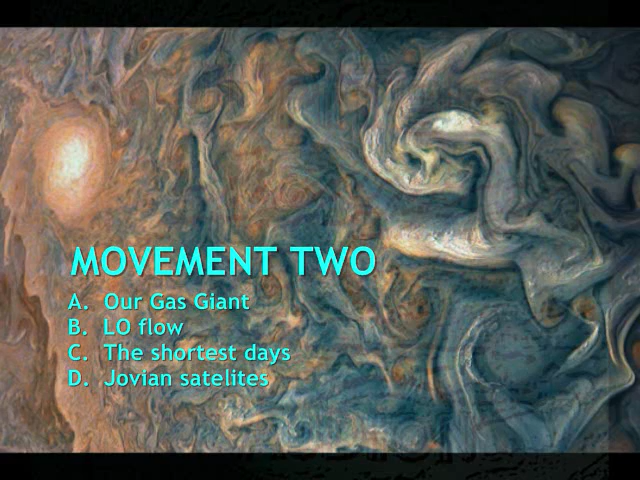 MOVEMENT TWO
A. Our Gas Giant
B. LO flow
C. The shortest days
D. Jovian satelites